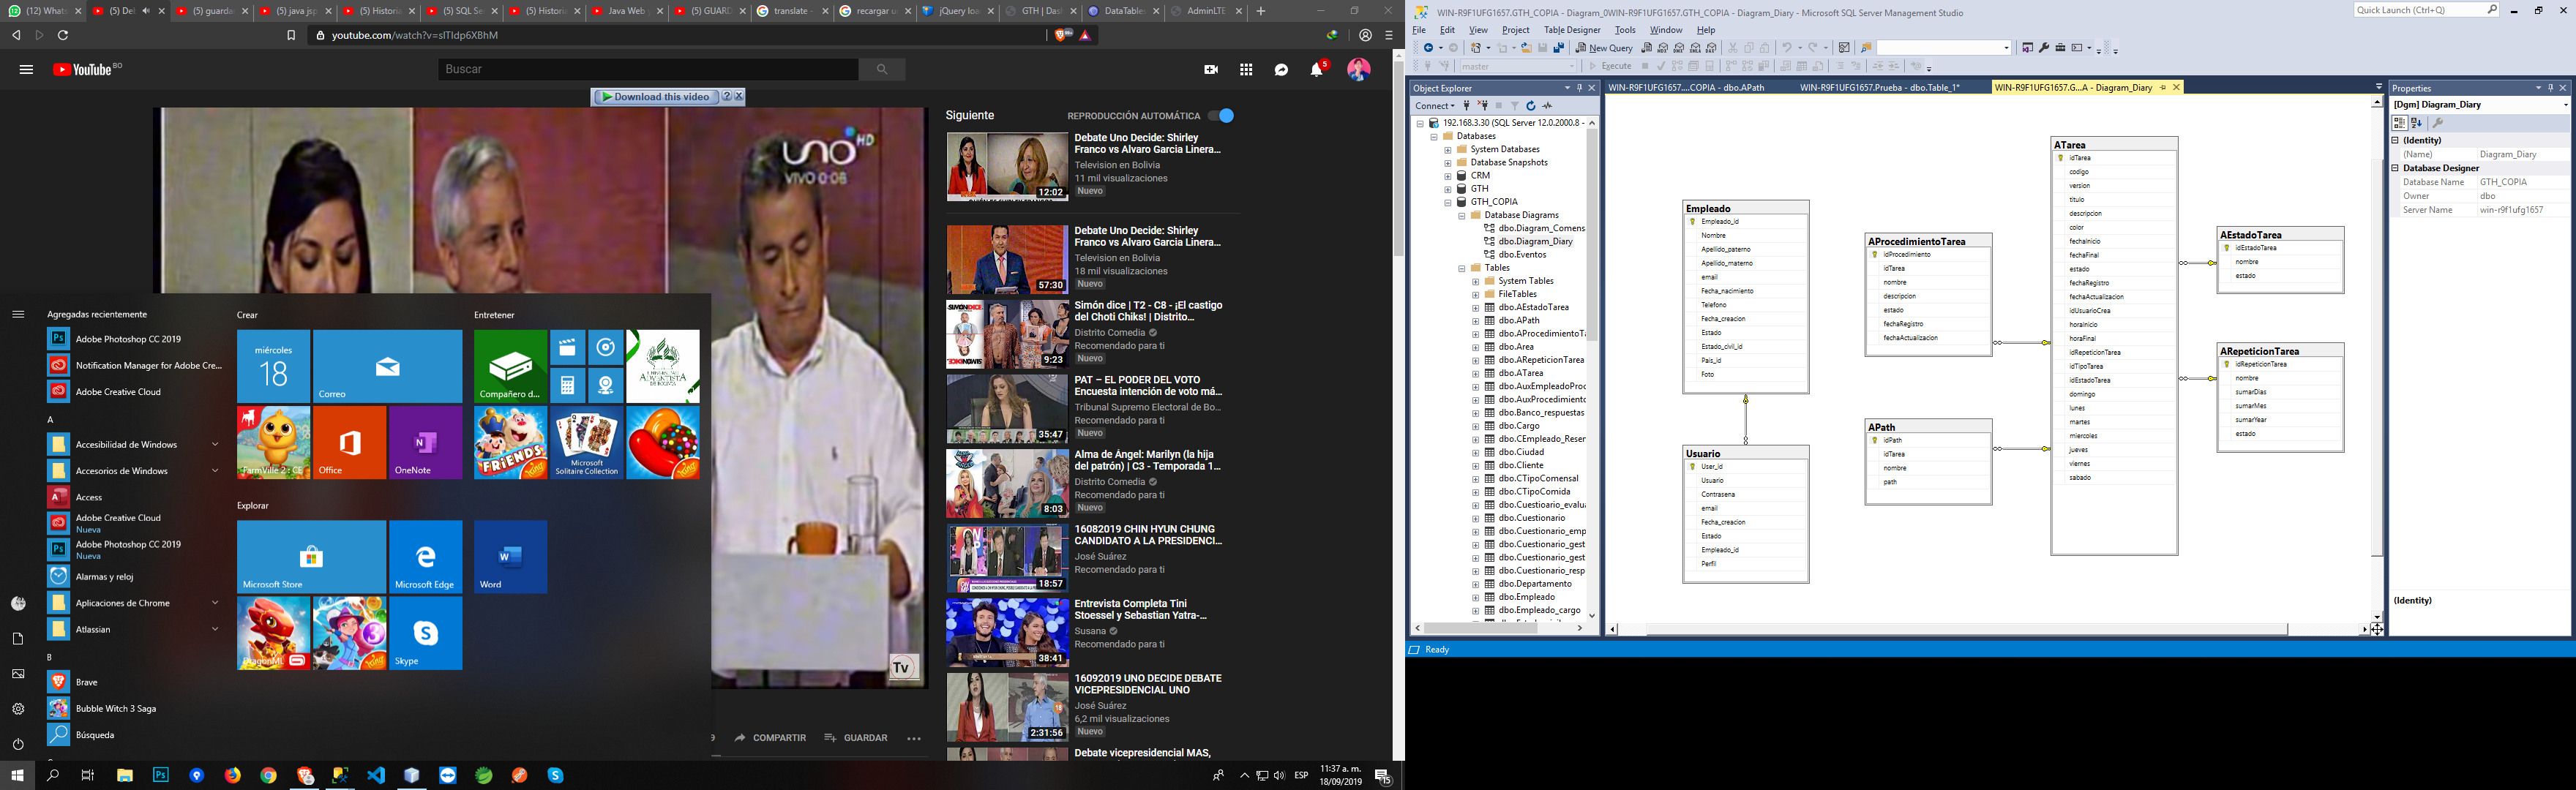 (12) Whats
(5) Del
(5) guarda
(5) java jsp
(5) Historia
(5) SQL Se
(5) Historia
Java Web y
(5) GUARD
translate -
recargar u
jQuery loa
GTH | Dasl
DataTable
AdminLTE
youtube.com/watch?v=sITIdp6XBhM
YouTube BO
Buscar
5
Download this video
UNO HD
VIVO 0:08
Tv
COMPARTIR
GUARDAR
Siguiente
REPRODUCCIÓN AUTOMÁTICA
Debate Uno Decide: Shirley
Franco vs Alvaro Garcia Linera...
Television en Bolivia
11 mil visualizaciones
Nuevo
12:02
Debate Uno Decide: Shirley
Franco vs Alvaro Garcia Linera...
Television en Bolivia
18 mil visualizaciones
Nuevo
57:30
Simón dice | T2 - C8 - ¡El castigo
del Choti Chiks! | Distrito...
Distrito Comedia
Recomendado para ti
Nuevo
9:23
PAT – EL PODER DEL VOTO
Encuesta intención de voto má...
Tribunal Supremo Electoral de Bo...
Recomendado para ti
Nuevo
35:47
Alma de Ángel: Marilyn (la hija
del patrón) | C3 - Temporada 1...
Distrito Comedia
Recomendado para ti
Nuevo
8:03
16082019 CHIN HYUN CHUNG
CANDIDATO A LA PRESIDENCI...
José Suárez
Recomendado para ti
18:57
Entrevista Completa Tini
Stoessel y Sebastian Yatra-...
Susana
Recomendado para ti
38:41
16092019 UNO DECIDE DEBATE
VICEPRESIDENCIAL UNO
José Suárez
6,2 mil visualizaciones
Nuevo
2:31:56
Debate vicepresidencial MAS,
Agregadas recientemente
Adobe Photoshop CC 2019
Notification Manager for Adobe Cre...
Adobe Creative Cloud
A
Accesibilidad de Windows
Accesorios de Windows
Access
Adobe Creative Cloud
Nueva
Adobe Photoshop CC 2019
Nueva
Alarmas y reloj
Aplicaciones de Chrome
Atlassian
B
Brave
Bubble Witch 3 Saga
Búsqueda
Crear
miércoles
18
Correo
FarmVille 2 : CE
Office
OneNote
Entretener
Compañero d...
FRIENDS
Microsoft
Solitaire Collection
Explorar
Microsoft Store
Microsoft Edge
Word
DragonML
Skype
ESP
11:37 a. m.
18/09/2019
15
WIN-R9F1UFG1657.GTH_COPIA - Diagram_0WIN-R9F1UFG1657.GTH_COPIA - Diagram_Diary - Microsoft SQL Server Management Studio
Quick Launch (Ctrl+Q)
File Edit View Project Table Designer Tools Window Help
New Query
master
Execute
Object Explorer
Connect
192.168.3.30 (SQL Server 12.0.2000.8 -
Databases
System Databases
Database Snapshots
CRM
GTH
GTH_COPIA
Database Diagrams
dbo.Diagram_Comens
dbo.Diagram_Diary
dbo.Eventos
Tables
System Tables
FileTables
dbo.AEstadoTarea
dbo.APath
dbo.AProcedimientoTa
dbo.Area
dbo.ARepeticionTarea
dbo.ATarea
dbo.AuxEmpleadoProc
dbo.AuxProcedimiento
dbo.Banco_respuestas
dbo.Cargo
dbo.CEmpleado_Reser
dbo.Ciudad
dbo.Cliente
dbo.CTipoComensal
dbo.CTipoComida
dbo.Cuestioario_evalua
dbo.Cuestionario
dbo.Cuestionario_emp
dbo.Cuestionario_gest
dbo.Cuestionario_gest
dbo.Cuestionario_resp
dbo.Departamento
dbo.Empleado
dbo.Empleado_cargo
WIN-R9F1UFG1657....COPIA - dbo.APath
WIN-R9F1UFG1657.Prueba - dbo.Table_1*
WIN-R9F1UFG1657.G...A - Diagram_Diary
Empleado
Empleado_id
Nombre
Apellido_paterno
Apellido_materno
email
Fecha_nacimiento
Telefono
Fecha_creacion
Estado
Estado_civil_id
Pais_id
Foto
Usuario
User_id
Usuario
Contrasena
email
Fecha_creacion
Estado
Empleado_id
Perfil
AProcedimientoTarea
idProcedimiento
idTarea
nombre
descripcion
estado
fechaRegistro
fechaActualizacion
APath
idPath
idTarea
nombre
path
ATarea
idTarea
codigo
version
titulo
descripcion
color
fechaInicio
fechaFinal
estado
fechaRegistro
fechaActualizacion
idUsuarioCrea
horaInicio
horaFinal
idRepeticionTarea
idTipoTarea
idEstadoTarea
domingo
lunes
martes
miercoles
jueves
viernes
sabado
AEstadoTarea
idEstadoTarea
nombre
estado
ARepeticionTarea
idRepeticionTarea
nombre
sumarDias
sumarMes
sumarYear
estado
Properties
[Dgm] Diagram_Diary
(Identity)
(Name) Diagram_Diary
Database Designer
Database Name GTH_COPIA
Owner dbo
Server Name win-r9f1ufg1657
(Identity)
Ready